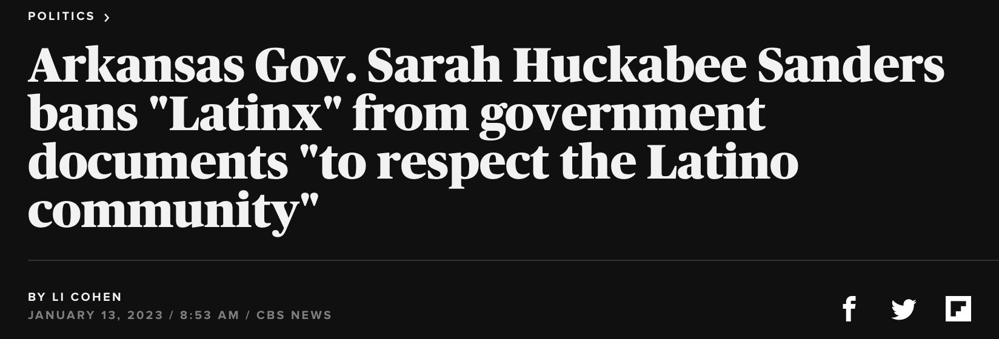 POLITICS >
Arkansas Gov. Sarah Huckabee Sanders
bans "Latinx" from government
documents "to respect the Latino
community"
BY LI COHEN
JANUARY 13, 2023 / 8:53 AM / CBS NEWS